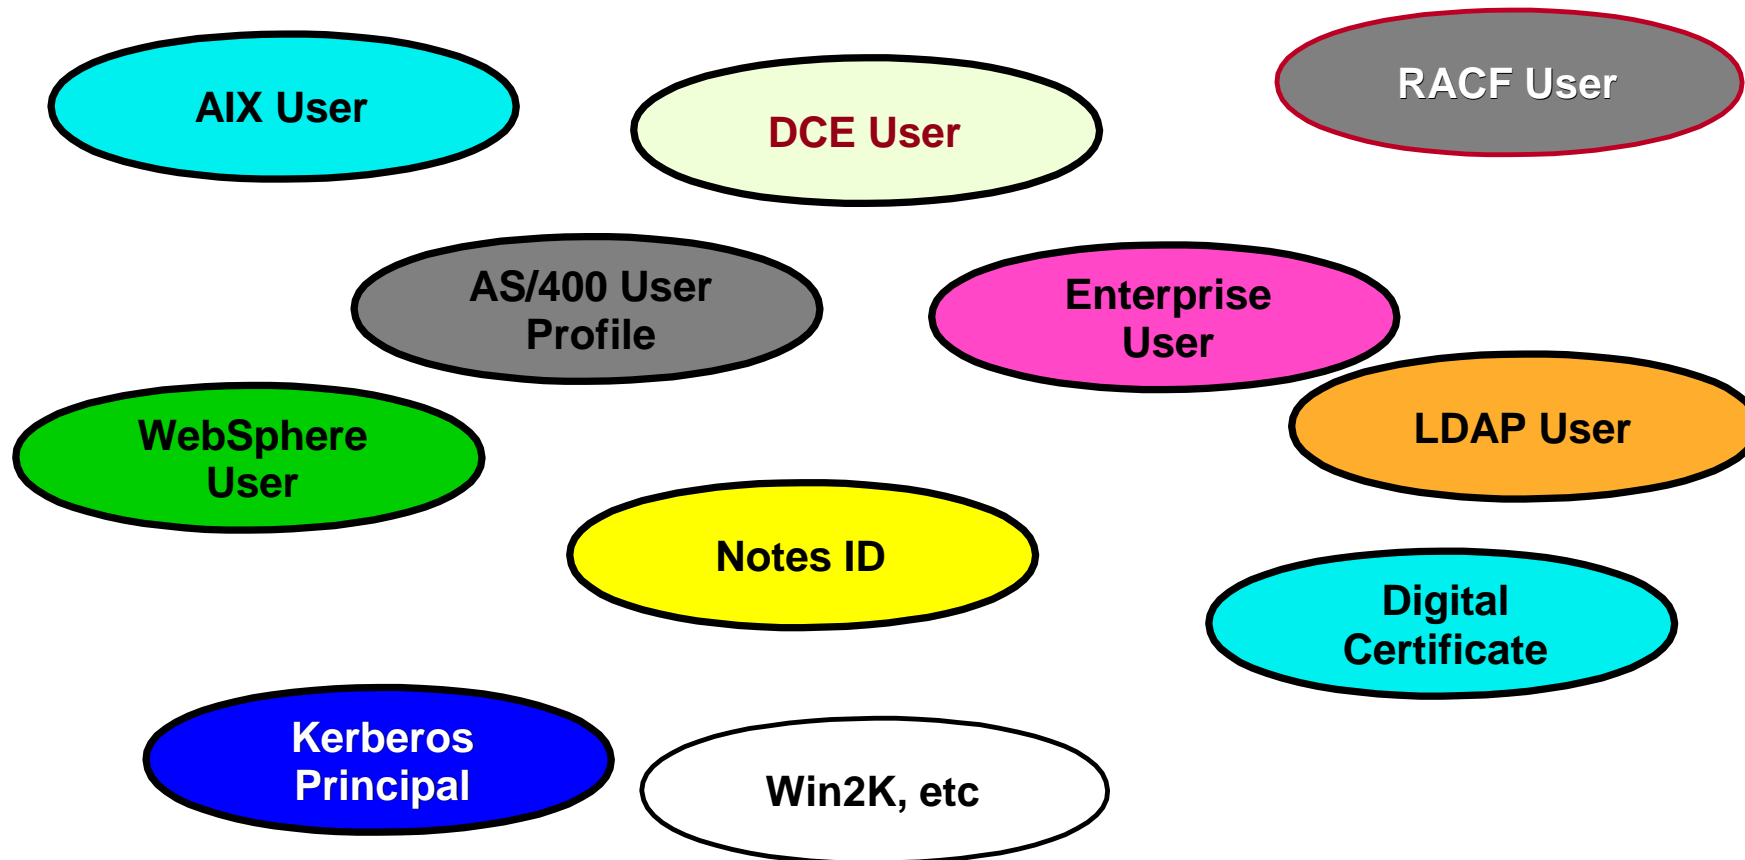 AIX User
DCE User
RACF User
AS/400 User
Profile
Enterprise
User
WebSphere
User
LDAP User
Notes ID
Digital
Certificate
Kerberos
Principal
Win2K, etc